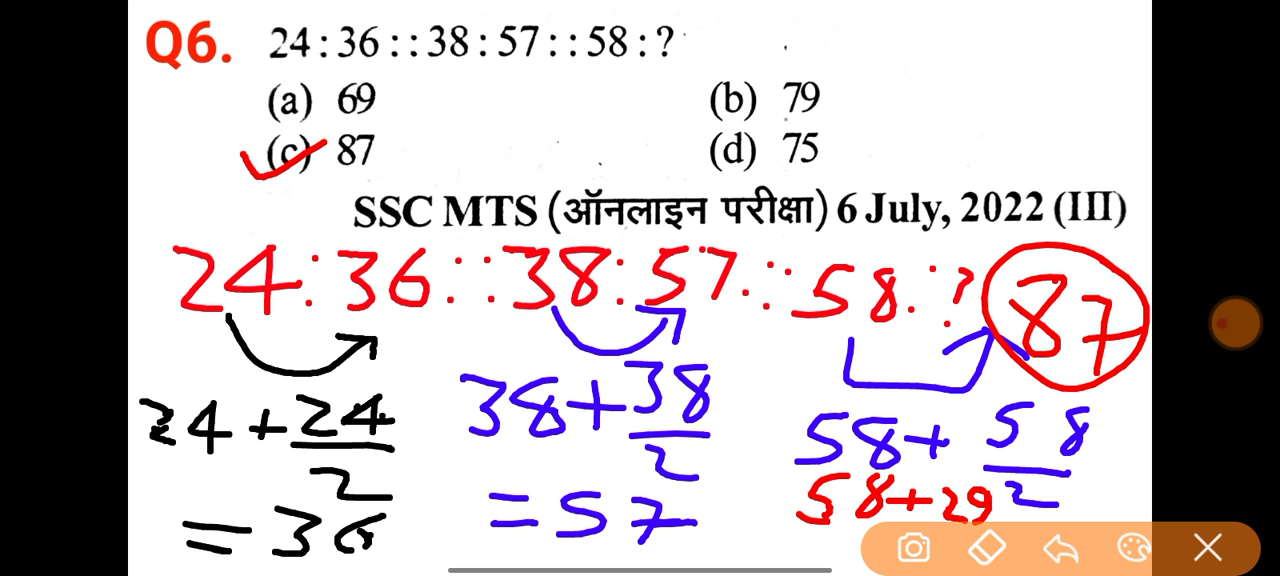 Q6. 24 : 36 : : 38 : 57 : : 58 : ?
(a) 69 (b) 79
(c) 87 (d) 75
SSC MTS (ऑनलाइन परीक्षा) 6 July, 2022 (III)
24 : 36 : : 38 : 57 : : 58 : ? 87
24 + 24/2 38 + 38/2 58 + 58/2
= 36 = 57 58 + 29